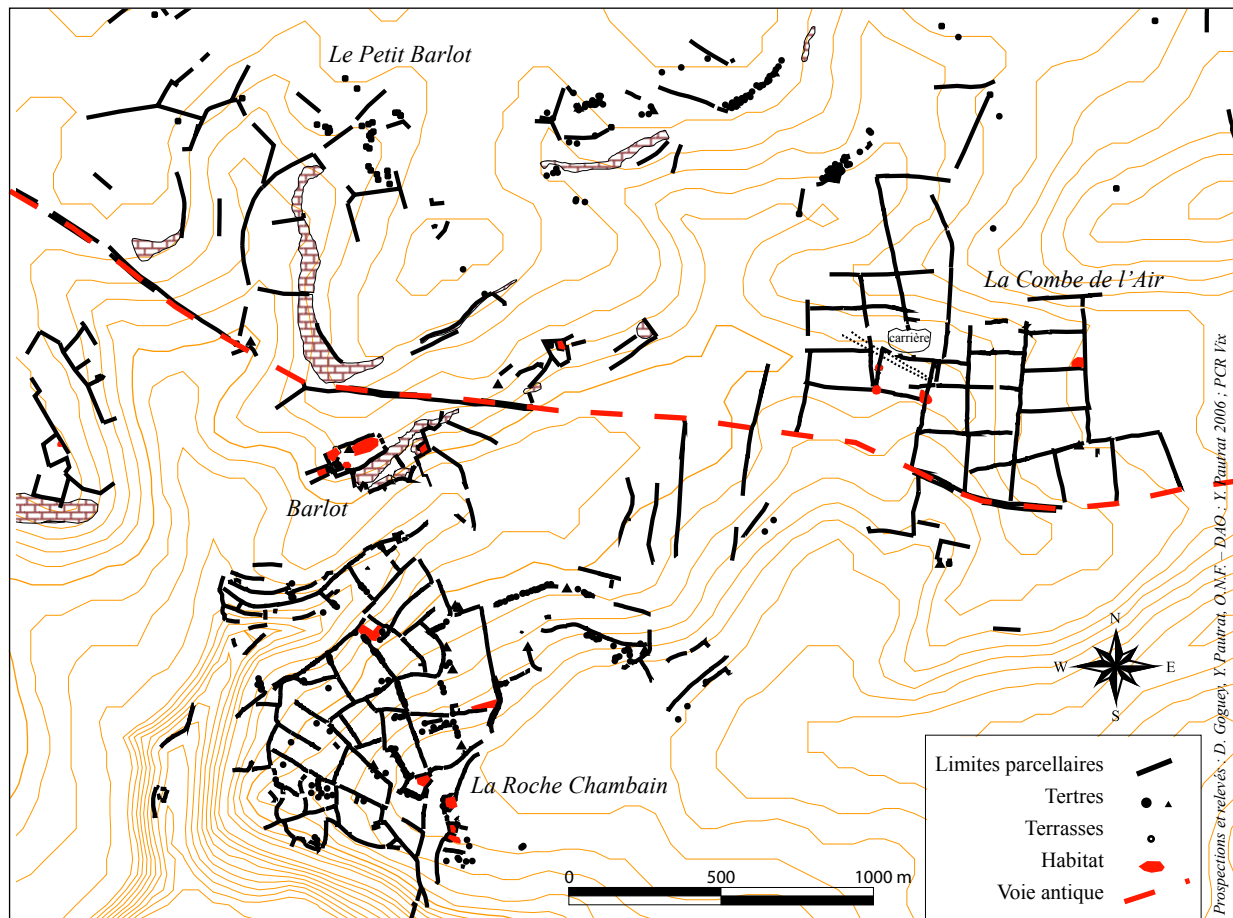 Le Petit Barlot
La Combe de l'Air
carrière
Barlot
La Roche Chambain
N
W E
S
Limites parcellaires
Tertres
Terrasses
Habitat
Voie antique
0 500 1000 m
Prospections et relevés : D. Goguey, Y. Pautrat, O.N.F. – DAO : Y. Pautrat 2006 ; PCR Vix